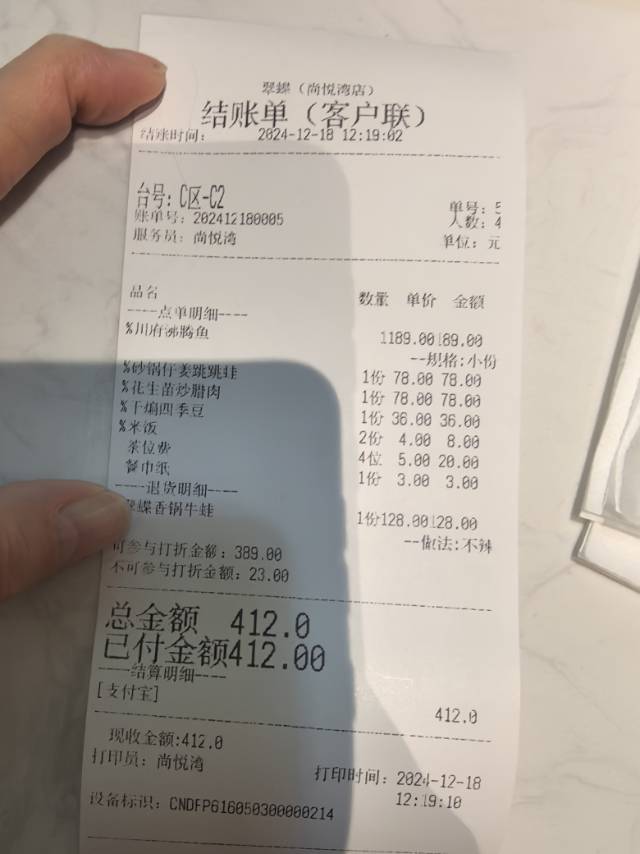 翠蝶（尚悦湾店）
结账单（客户联）
结账时间： 2024-12-18 12:19:02
台号：C区-C2
单号：5
账单号：202412180005
人数：4
服务员：尚悦湾
单位：元
品名 数量 单价 金额
----点单明细----
%川府沸腾鱼 1189.00189.00
--规格:小份
%砂锅仔姜跳跳蛙 1份 78.00 78.00
%花生苗炒腊肉 1份 78.00 78.00
%干煸四季豆 1份 36.00 36.00
%米饭 2份 4.00 8.00
茶位费 4位 5.00 20.00
餐巾纸 1份 3.00 3.00
----退货明细----
蝶香锅牛蛙 1份128.00128.00
--做法:不辣
可参与打折金额：389.00
不可参与打折金额：23.00
总金额 412.0
已付金额412.00
----结算明细----
[支付宝] 412.0
现收金额:412.0
打印员：尚悦湾
打印时间：2024-12-18
12:19:10
设备标识：CNDFP616050300000214